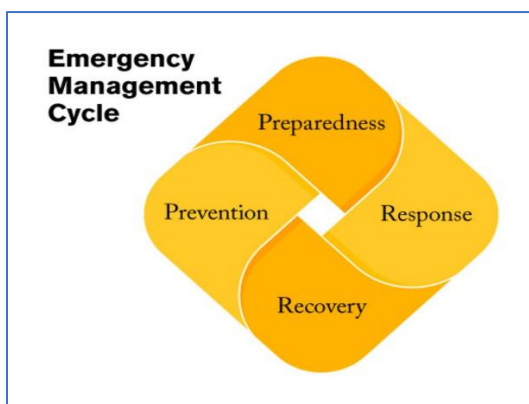 Emergency
Management
Cycle
Preparedness
Prevention
Response
Recovery